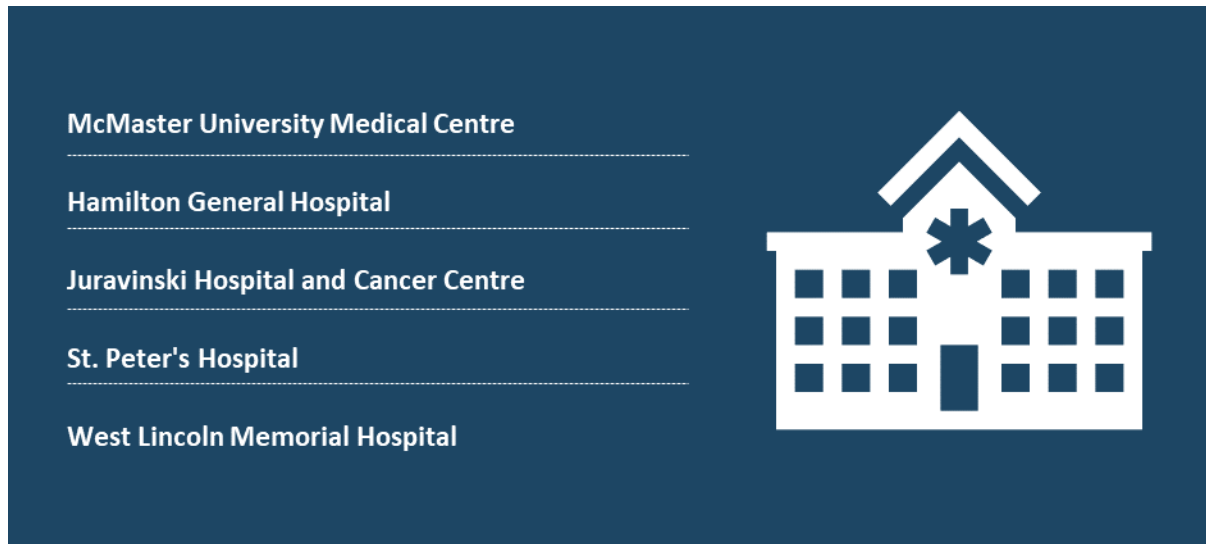 McMaster University Medical Centre
Hamilton General Hospital
Juravinski Hospital and Cancer Centre
St. Peter's Hospital
West Lincoln Memorial Hospital